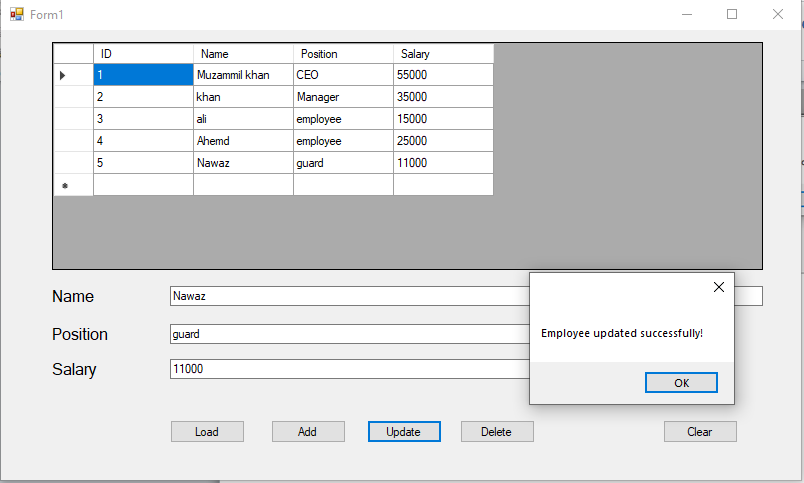 Form1
ID Name Position Salary
1 Muzammil khan CEO 55000
2 khan Manager 35000
3 ali employee 15000
4 Ahemd employee 25000
5 Nawaz guard 11000
Name Nawaz
Position guard
Salary 11000
Employee updated successfully!
OK
Load Add Update Delete Clear